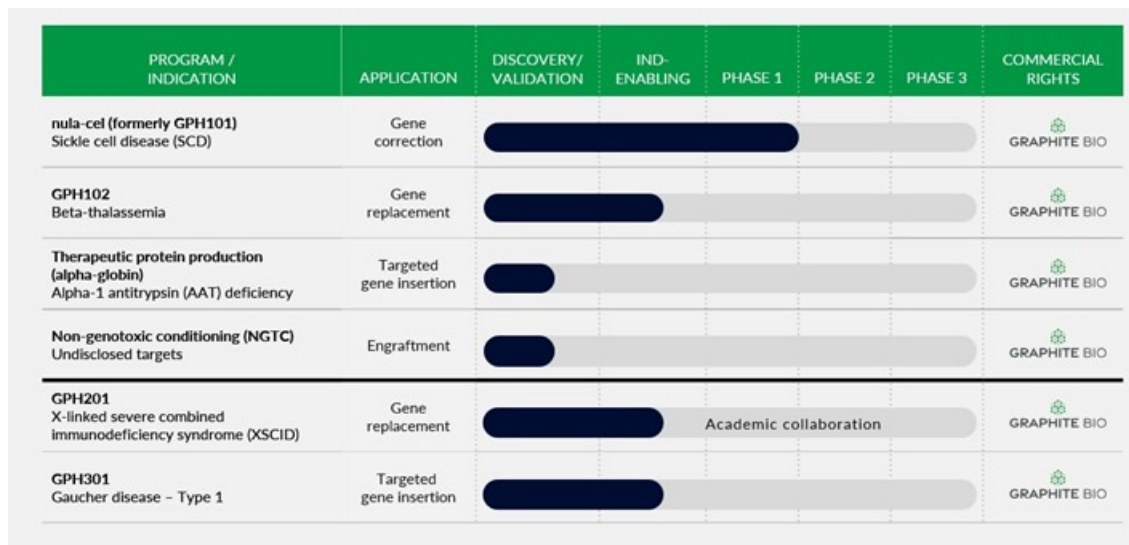 PROGRAM /
INDICATION
APPLICATION
DISCOVERY/
VALIDATION
IND-
ENABLING
PHASE 1
PHASE 2
PHASE 3
COMMERCIAL
RIGHTS
nula-cel (formerly GPH101)
Sickle cell disease (SCD)
Gene
correction
GRAPHITE BIO
GPH102
Beta-thalassemia
Gene
replacement
GRAPHITE BIO
Therapeutic protein production
(alpha-globin)
Alpha-1 antitrypsin (AAT) deficiency
Targeted
gene insertion
GRAPHITE BIO
Non-genotoxic conditioning (NGTC)
Undisclosed targets
Engraftment
GRAPHITE BIO
GPH201
X-linked severe combined
immunodeficiency syndrome (XSCID)
Gene
replacement
Academic collaboration
GRAPHITE BIO
GPH301
Gaucher disease – Type 1
Targeted
gene insertion
GRAPHITE BIO